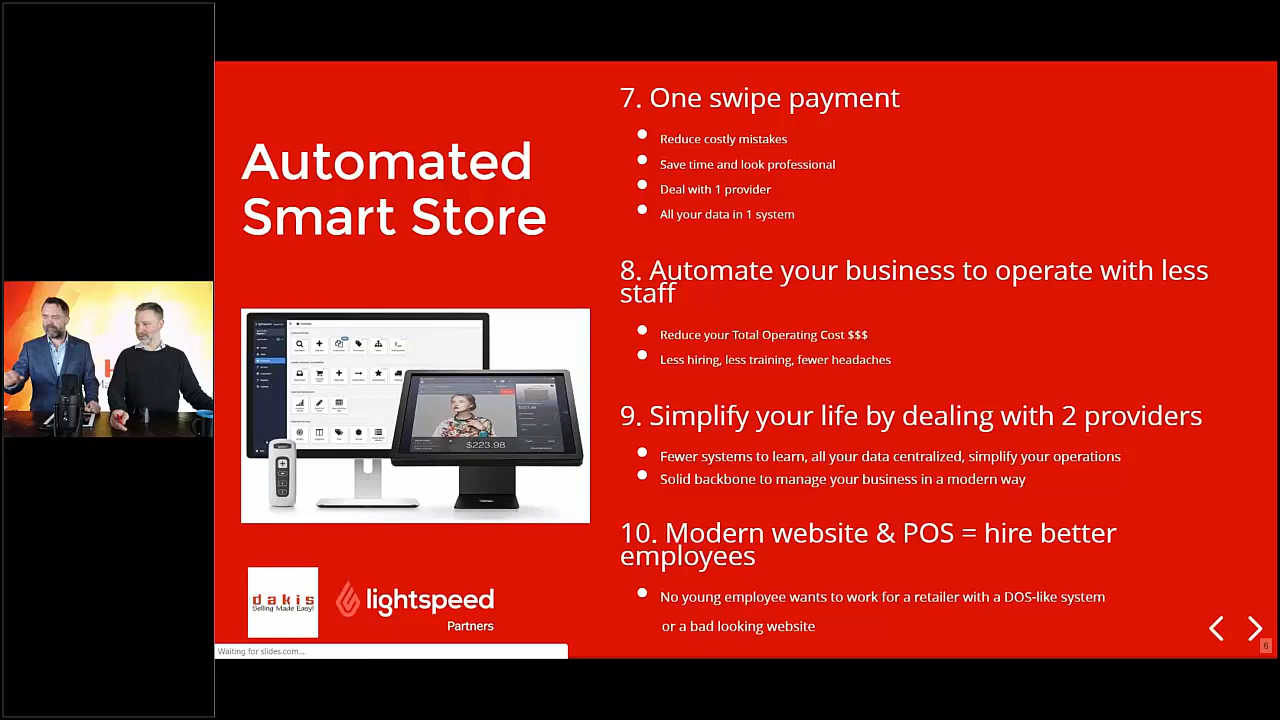 Automated
Smart Store
$223.98
dakis
Selling Made Easy!
lightspeed
Partners
Waiting for slides.com...
7. One swipe payment
Reduce costly mistakes
Save time and look professional
Deal with 1 provider
All your data in 1 system
8. Automate your business to operate with less
staff
Reduce your Total Operating Cost $$$
Less hiring, less training, fewer headaches
9. Simplify your life by dealing with 2 providers
Fewer systems to learn, all your data centralized, simplify your operations
Solid backbone to manage your business in a modern way
10. Modern website & POS = hire better
employees
No young employee wants to work for a retailer with a DOS-like system
or a bad looking website
6